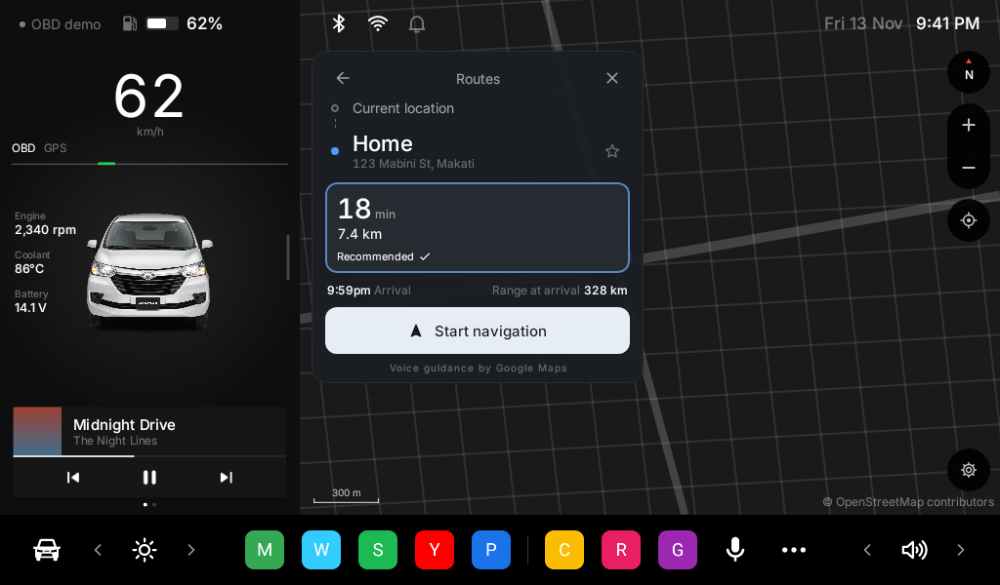 OBD demo
62%
Fri 13 Nov 9:41 PM
62
km/h
OBD GPS
Engine
2,340 rpm
Coolant
86°C
Battery
14.1 V
Midnight Drive
The Night Lines
Routes
Current location
Home
123 Mabini St, Makati
18 min
7.4 km
Recommended
9:59pm Arrival
Range at arrival 328 km
Start navigation
Voice guidance by Google Maps
N
300 m
© OpenStreetMap contributors
M W S Y P C R G